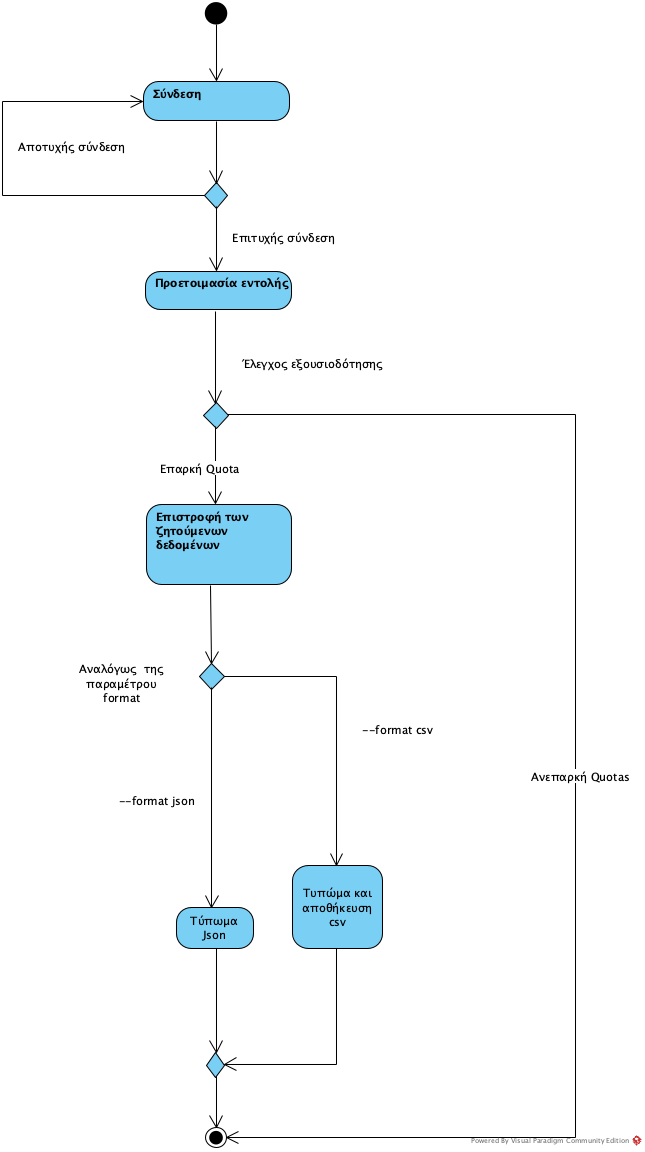 Σύνδεση
Αποτυχής σύνδεση
Επιτυχής σύνδεση
Προετοιμασία εντολής
Έλεγχος εξουσιοδότησης
Επαρκή Quota
Επιστροφή των
ζητούμενων
δεδομένων
Αναλόγως της
παραμέτρου
format
--format csv
Ανεπαρκή Quotas
--format json
Τυπώμα και
αποθήκευση
csv
Τύπωμα
Json
Powered By Visual Paradigm Community Edition